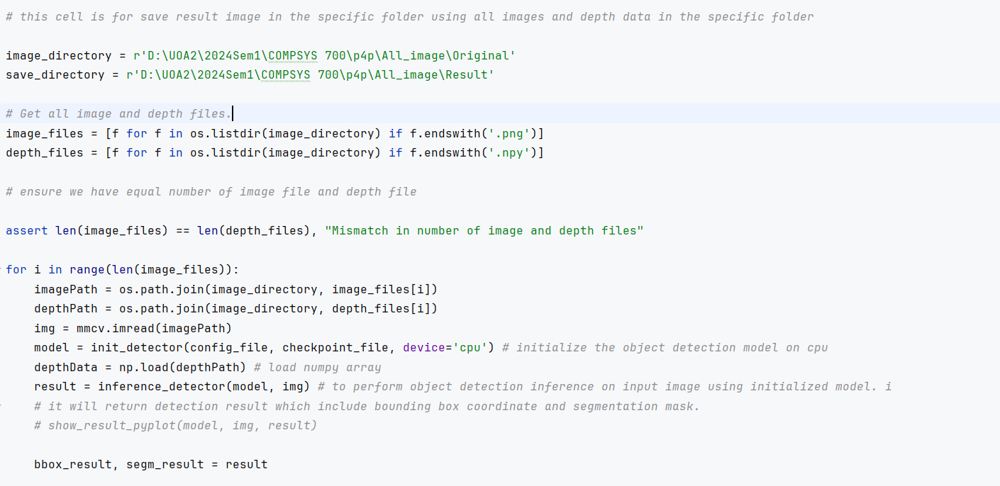 # this cell is for save result image in the specific folder using all images and depth data in the specific folder
image_directory = r'D:\UOA2\2024Sem1\COMPSYS 700\p4p\All_image\Original'
save_directory = r'D:\UOA2\2024Sem1\COMPSYS 700\p4p\All_image\Result'
# Get all image and depth files.
image_files = [f for f in os.listdir(image_directory) if f.endswith('.png')]
depth_files = [f for f in os.listdir(image_directory) if f.endswith('.npy')]
# ensure we have equal number of image file and depth file
assert len(image_files) == len(depth_files), "Mismatch in number of image and depth files"
for i in range(len(image_files)):
    imagePath = os.path.join(image_directory, image_files[i])
    depthPath = os.path.join(image_directory, depth_files[i])
    img = mmcv.imread(imagePath)
    model = init_detector(config_file, checkpoint_file, device='cpu') # initialize the object detection model on cpu
    depthData = np.load(depthPath) # load numpy array
    result = inference_detector(model, img) # to perform object detection inference on input image using initialized model. i
    # it will return detection result which include bounding box coordinate and segmentation mask.
    # show_result_pyplot(model, img, result)
    bbox_result, segm_result = result